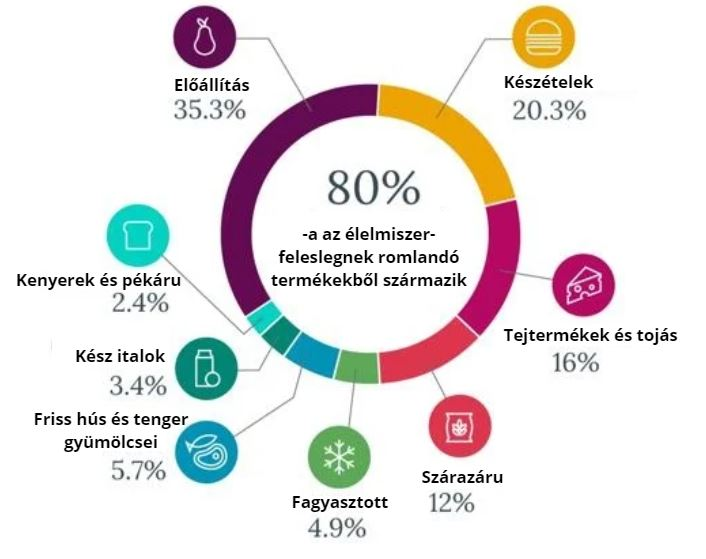 Előállítás
35.3%
Készételek
20.3%
80%
-a az élelmiszer-
feleslegnek romlandó
termékekből származik
Kenyerek és pékáru
2.4%
Tejtermékek és tojás
16%
Kész italok
3.4%
Friss hús és tenger
gyümölcsei
5.7%
Szárazáru
12%
Fagyasztott
4.9%